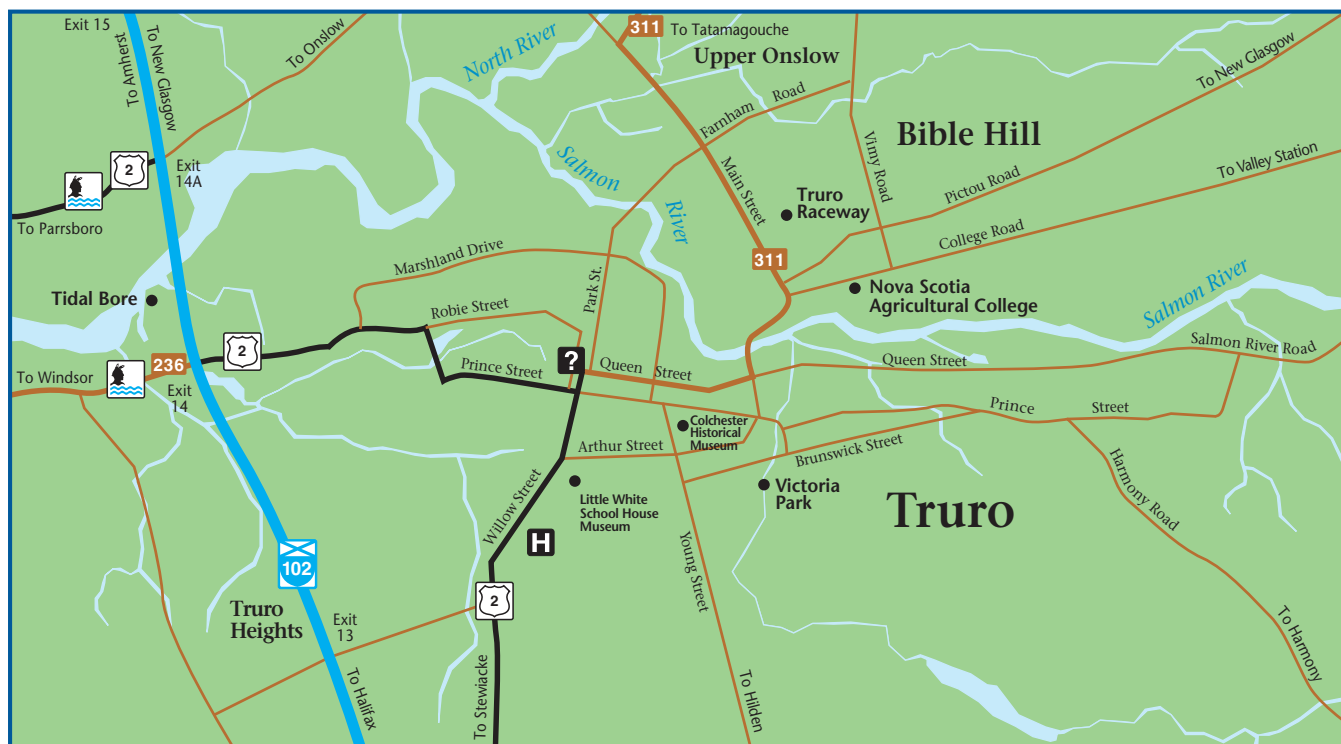 Exit 15
To Amherst
To New Glasgow
To Onslow
North River
311
To Tatamagouche
Upper Onslow
Farnham Road
To New Glasgow
Bible Hill
Vimy Road
To Valley Station
2
Exit
14A
Salmon
River
Main Street
Truro
Raceway
Pictou Road
College Road
To Parrsboro
Marshland Drive
Park St.
311
Nova Scotia
Agricultural College
Salmon River
Tidal Bore
Robie Street
2
236
To Windsor
Exit
14
Prince Street
?
Queen Street
Queen Street
Salmon River Road
Prince Street
Colchester
Historical
Museum
Arthur Street
Brunswick Street
Harmony Road
Victoria
Park
Truro
Little White
School House
Museum
Willow Street
H
Young Street
102
2
Truro
Heights
Exit
13
To Halifax
To Stewiacke
To Hilden
To Harmony